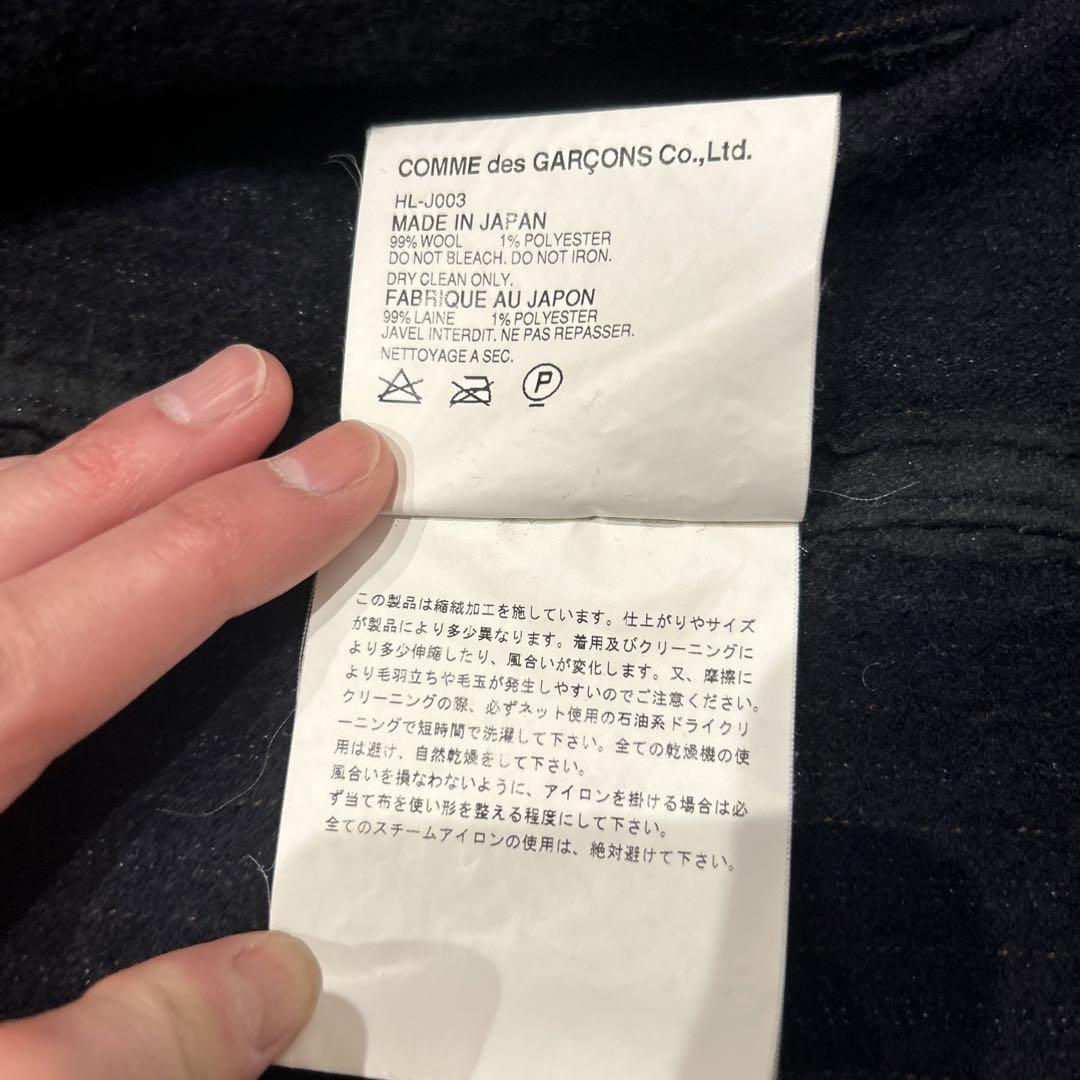 COMME des GARÇONS Co.,Ltd.
HL-J003
MADE IN JAPAN
99% WOOL 1% POLYESTER
DO NOT BLEACH. DO NOT IRON.
DRY CLEAN ONLY.
FABRIQUE AU JAPON
99% LAINE 1% POLYESTER
JAVEL INTERDIT. NE PAS REPASSER.
NETTOYAGE A SEC.
P
この製品は縮絨加工を施しています。仕上がりやサイズ
が製品により多少異なります。着用及びクリーニングに
より多少伸縮したり、風合いが変化します。又、摩擦に
より毛羽立ちや毛玉が発生しやすいのでご注意ください。
クリーニングの際、必ずネット使用の石油系ドライクリ
ーニングで短時間で洗濯して下さい。全ての乾燥機の使
用は避け、自然乾燥をして下さい。
風合いを損なわないように、アイロンを掛ける場合は必
ず当て布を使い形を整える程度にして下さい。
全てのスチームアイロンの使用は、絶対避けて下さい。